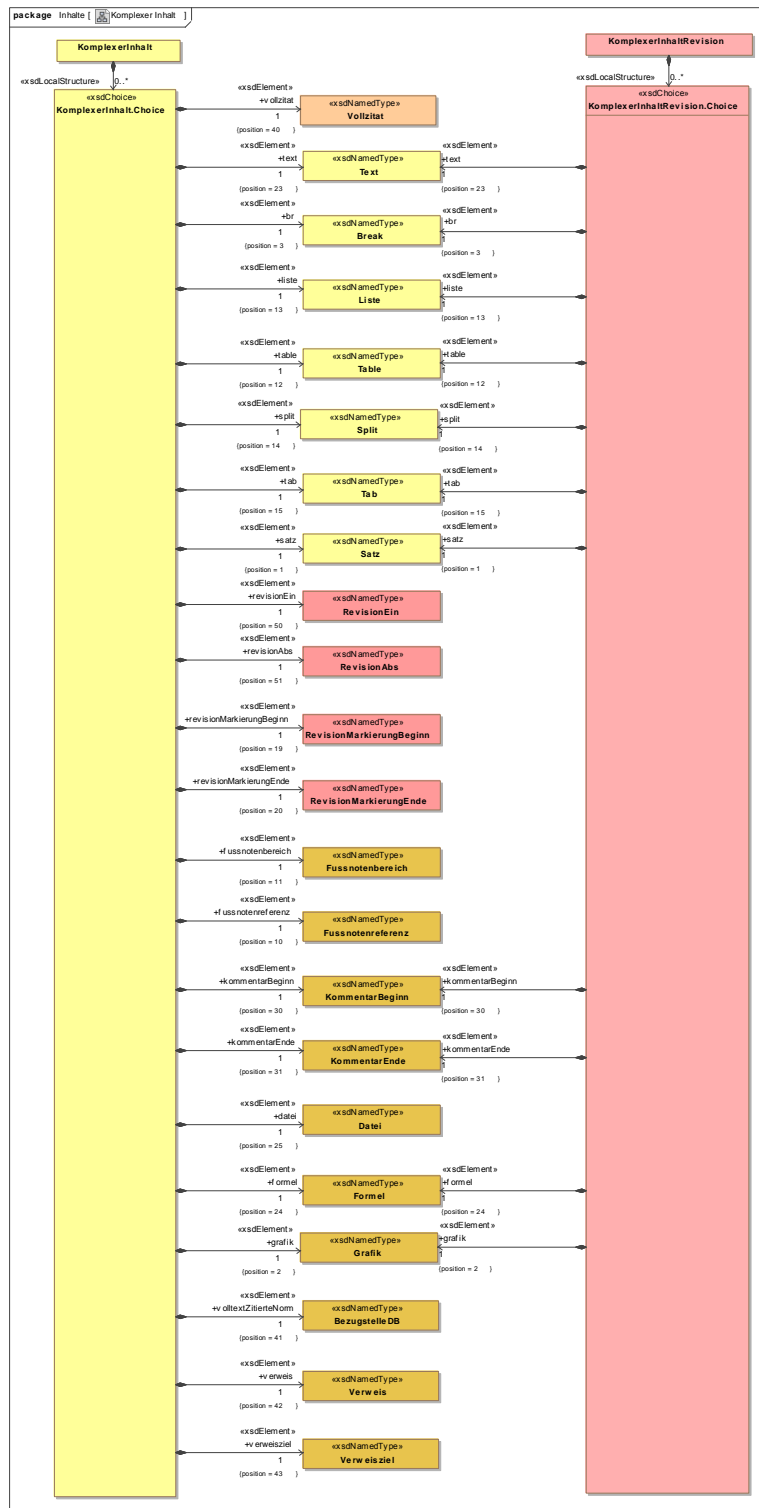 package Inhalte [ Komplexer Inhalt ]
KomplexerInhalt
KomplexerInhaltRevision
«xsdLocalStructure» 0..*
«xsdLocalStructure» 0..*
«xsdChoice»
KomplexerInhalt.Choice
«xsdChoice»
KomplexerInhaltRevision.Choice
«xsdElement»
+vollzitat
1
{position = 40 }
«xsdNamedType»
Vollzitat
«xsdElement»
+text
1
{position = 23 }
«xsdNamedType»
Text
«xsdElement»
+text
1
{position = 23 }
«xsdElement»
+br
1
{position = 3 }
«xsdNamedType»
Break
«xsdElement»
+br
1
{position = 3 }
«xsdElement»
+liste
1
{position = 13 }
«xsdNamedType»
Liste
«xsdElement»
+liste
1
{position = 13 }
«xsdElement»
+table
1
{position = 12 }
«xsdNamedType»
Table
«xsdElement»
+table
1
{position = 12 }
«xsdElement»
+split
1
{position = 14 }
«xsdNamedType»
Split
«xsdElement»
+split
1
{position = 14 }
«xsdElement»
+tab
1
{position = 15 }
«xsdNamedType»
Tab
«xsdElement»
+tab
1
{position = 15 }
«xsdElement»
+satz
1
{position = 1 }
«xsdNamedType»
Satz
«xsdElement»
+satz
1
{position = 1 }
«xsdElement»
+revisionEin
1
{position = 50 }
«xsdNamedType»
RevisionEin
«xsdElement»
+revisionAbs
1
{position = 51 }
«xsdNamedType»
RevisionAbs
«xsdElement»
+revisionMarkierungBeginn
1
{position = 19 }
«xsdNamedType»
RevisionMarkierungBeginn
«xsdElement»
+revisionMarkierungEnde
1
{position = 20 }
«xsdNamedType»
RevisionMarkierungEnde
«xsdElement»
+fussnotenbereich
1
{position = 11 }
«xsdNamedType»
Fussnotenbereich
«xsdElement»
+fussnotenreferenz
1
{position = 10 }
«xsdNamedType»
Fussnotenreferenz
«xsdElement»
+kommentarBeginn
1
{position = 30 }
«xsdNamedType»
KommentarBeginn
«xsdElement»
+kommentarBeginn
1
{position = 30 }
«xsdElement»
+kommentarEnde
1
{position = 31 }
«xsdNamedType»
KommentarEnde
«xsdElement»
+kommentarEnde
1
{position = 31 }
«xsdElement»
+datei
1
{position = 25 }
«xsdNamedType»
Datei
«xsdElement»
+formel
1
{position = 24 }
«xsdNamedType»
Formel
«xsdElement»
+formel
1
{position = 24 }
«xsdElement»
+grafik
1
{position = 2 }
«xsdNamedType»
Grafik
«xsdElement»
+grafik
1
{position = 2 }
«xsdElement»
+volltextZitierteNorm
1
{position = 41 }
«xsdNamedType»
BezugstelleDB
«xsdElement»
+verweis
1
{position = 42 }
«xsdNamedType»
Verweis
«xsdElement»
+verweisziel
1
{position = 43 }
«xsdNamedType»
Verweisziel